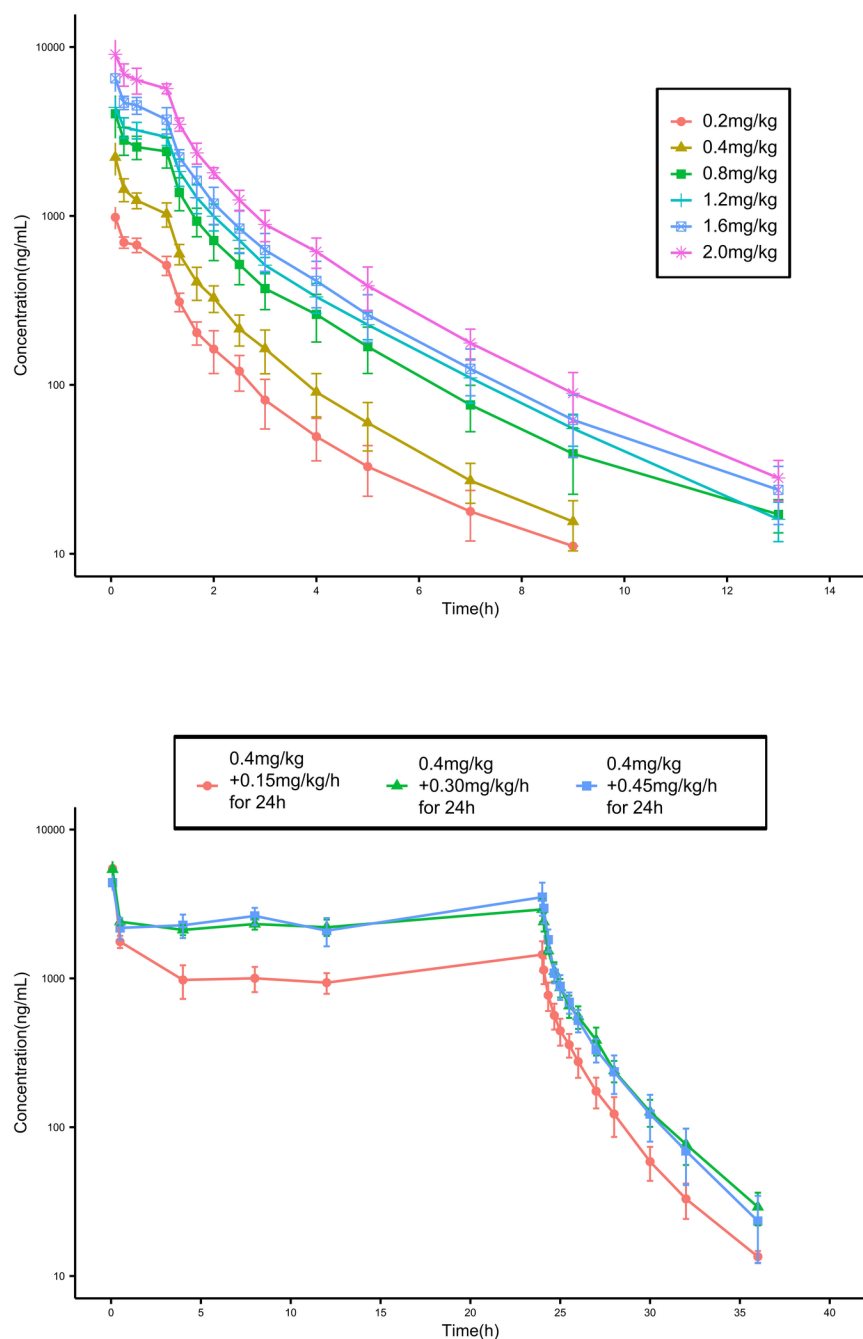 10000
1000
100
10
Concentration(ng/mL)
0.2mg/kg
0.4mg/kg
0.8mg/kg
1.2mg/kg
1.6mg/kg
2.0mg/kg
0 2 4 6 8 10 12 14
Time(h)
0.4mg/kg
+0.15mg/kg/h
for 24h
0.4mg/kg
+0.30mg/kg/h
for 24h
0.4mg/kg
+0.45mg/kg/h
for 24h
10000
1000
100
10
Concentration(ng/mL)
0 5 10 15 20 25 30 35 40
Time(h)